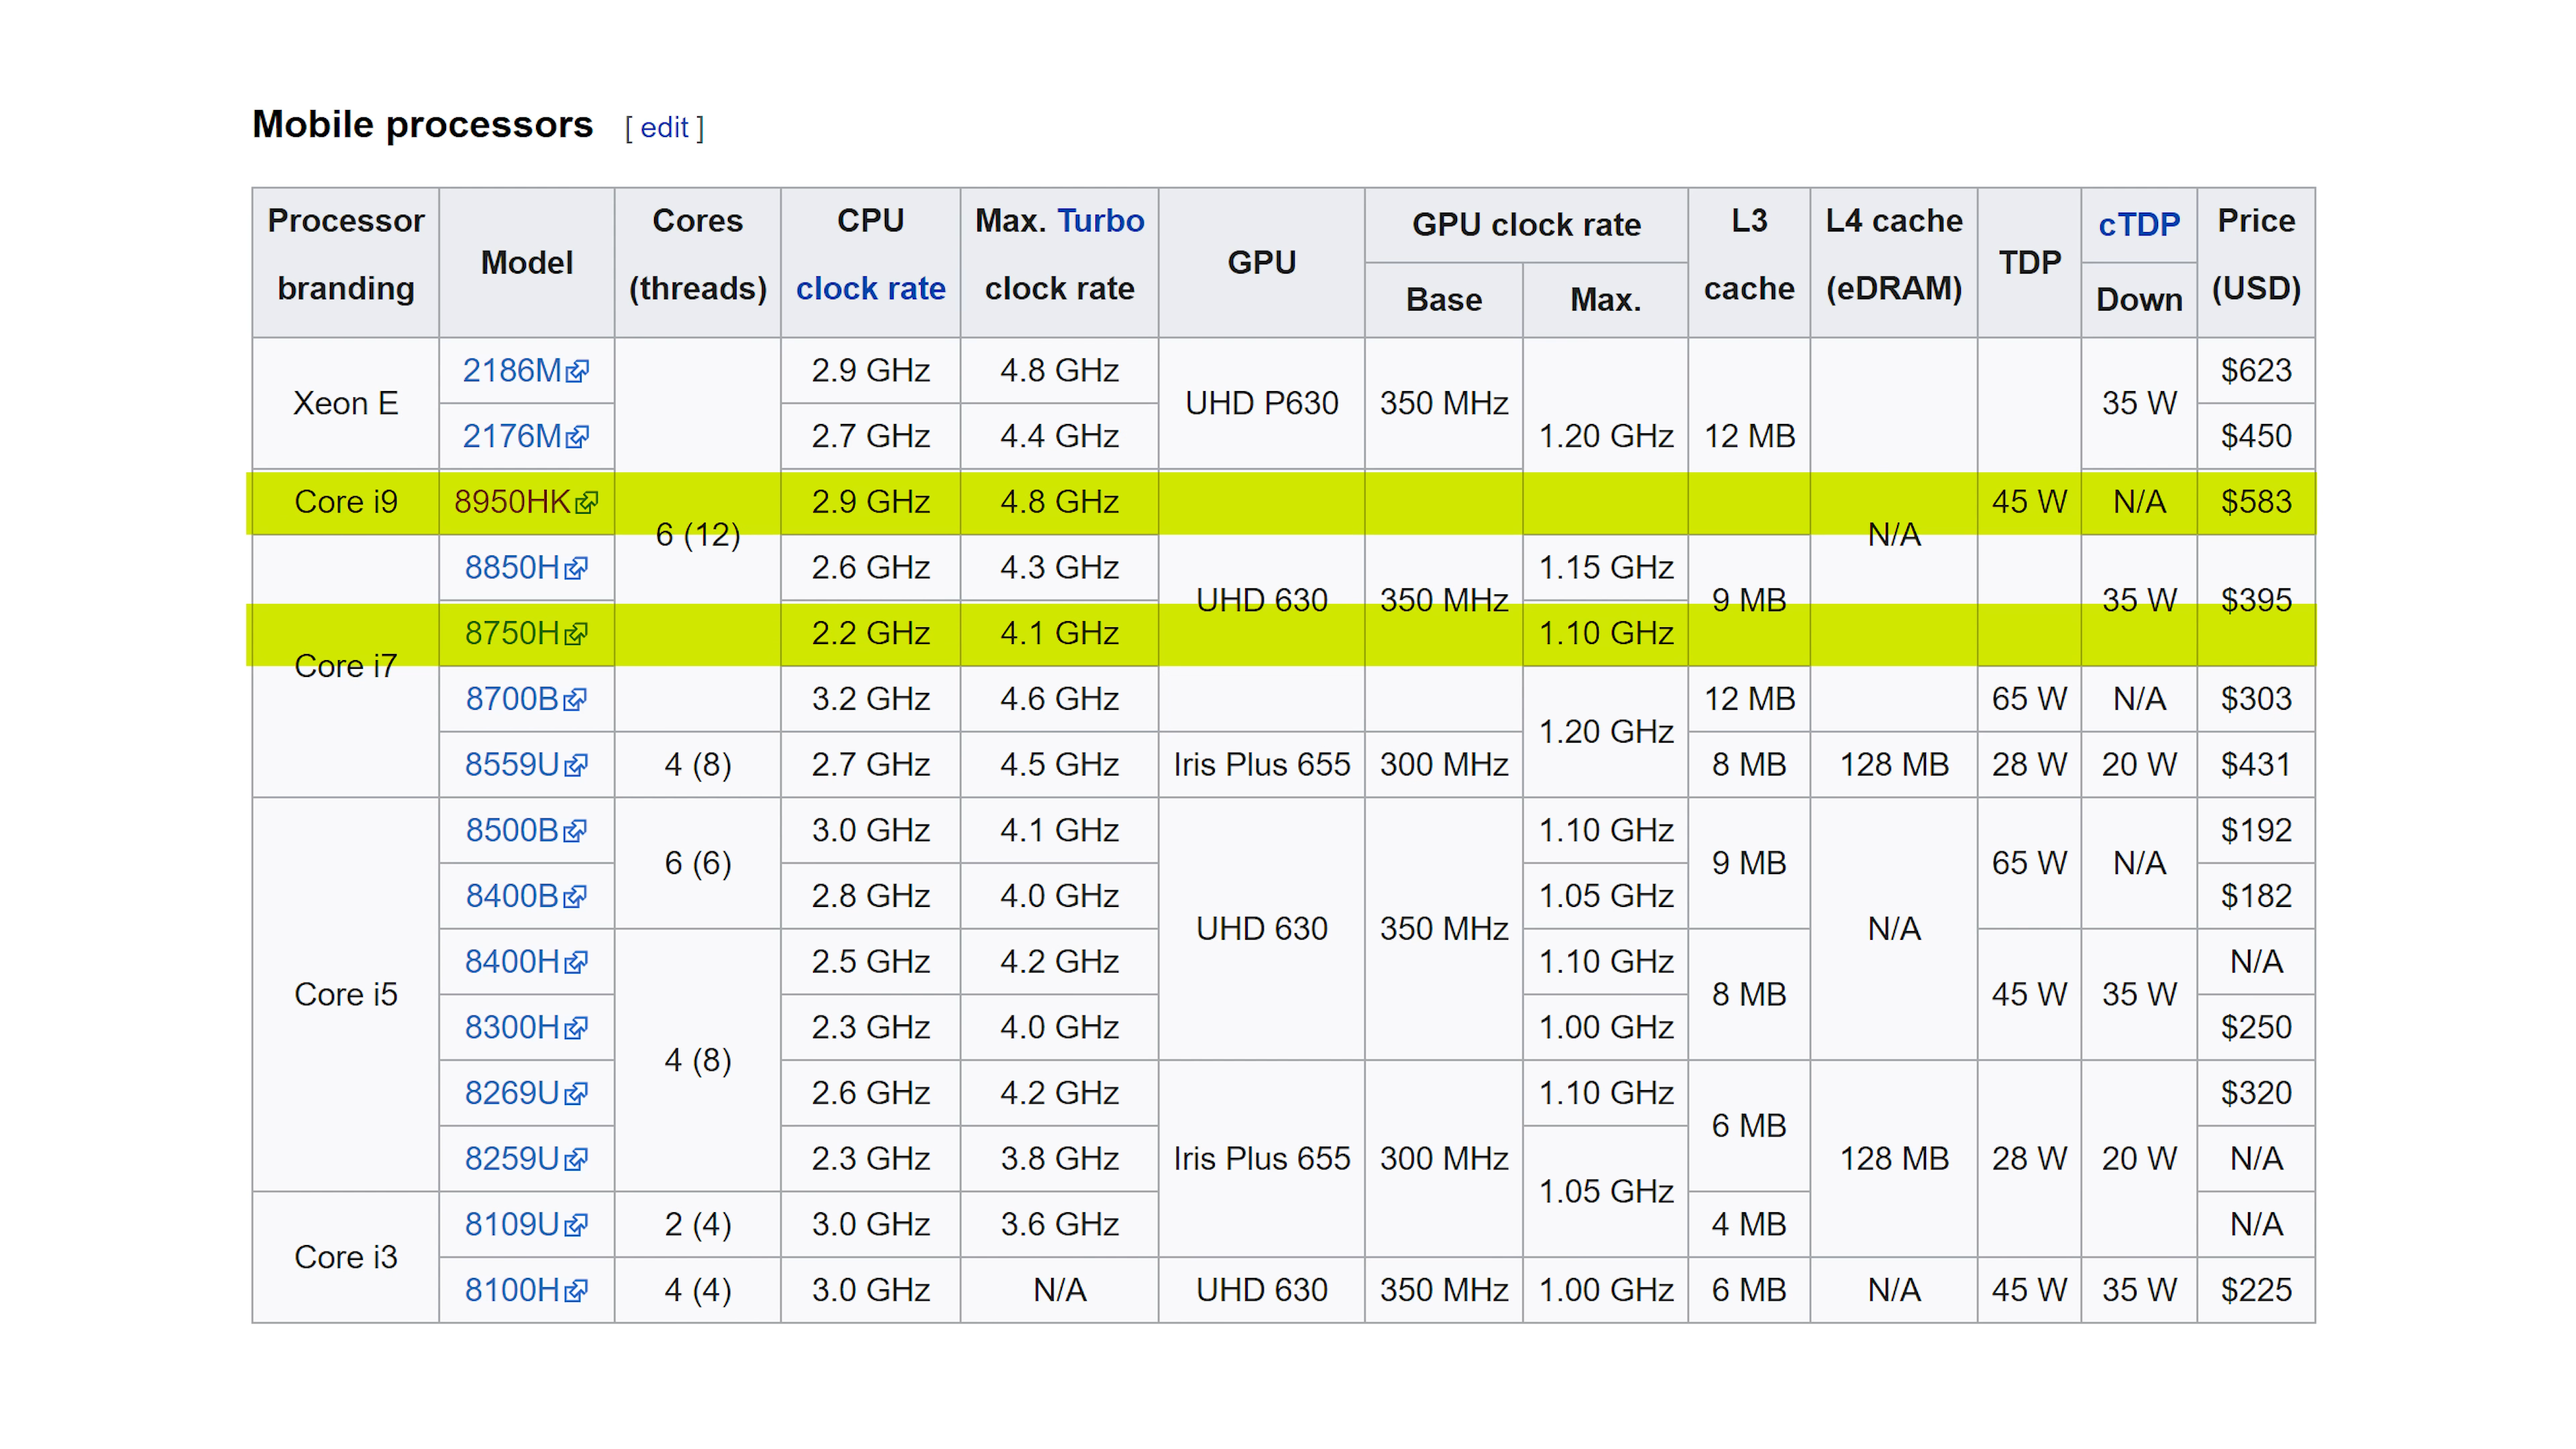 Mobile processors [ edit ]
Processor branding Model Cores (threads) CPU clock rate Max. Turbo clock rate GPU GPU clock rate L3 cache L4 cache (eDRAM) TDP cTDP Price (USD)
Base Max. Down
Xeon E 2186M 6 (12) 2.9 GHz 4.8 GHz UHD P630 350 MHz 1.20 GHz 12 MB N/A 45 W 35 W $623
2176M 2.7 GHz 4.4 GHz $450
Core i9 8950HK 2.9 GHz 4.8 GHz UHD 630 350 MHz N/A $583
Core i7 8850H 2.6 GHz 4.3 GHz 1.15 GHz 9 MB 35 W $395
8750H 2.2 GHz 4.1 GHz 1.10 GHz
8700B 3.2 GHz 4.6 GHz 1.20 GHz 12 MB 65 W N/A $303
8559U 4 (8) 2.7 GHz 4.5 GHz Iris Plus 655 300 MHz 8 MB 128 MB 28 W 20 W $431
Core i5 8500B 6 (6) 3.0 GHz 4.1 GHz UHD 630 350 MHz 1.10 GHz 9 MB N/A 65 W N/A $192
8400B 2.8 GHz 4.0 GHz 1.05 GHz $182
8400H 4 (8) 2.5 GHz 4.2 GHz 1.10 GHz 8 MB 45 W 35 W N/A
8300H 2.3 GHz 4.0 GHz 1.00 GHz $250
8269U 2.6 GHz 4.2 GHz Iris Plus 655 300 MHz 1.10 GHz 6 MB 128 MB 28 W 20 W $320
8259U 2.3 GHz 3.8 GHz 1.05 GHz N/A
Core i3 8109U 2 (4) 3.0 GHz 3.6 GHz 4 MB N/A
8100H 4 (4) 3.0 GHz N/A UHD 630 350 MHz 1.00 GHz 6 MB N/A 45 W 35 W $225